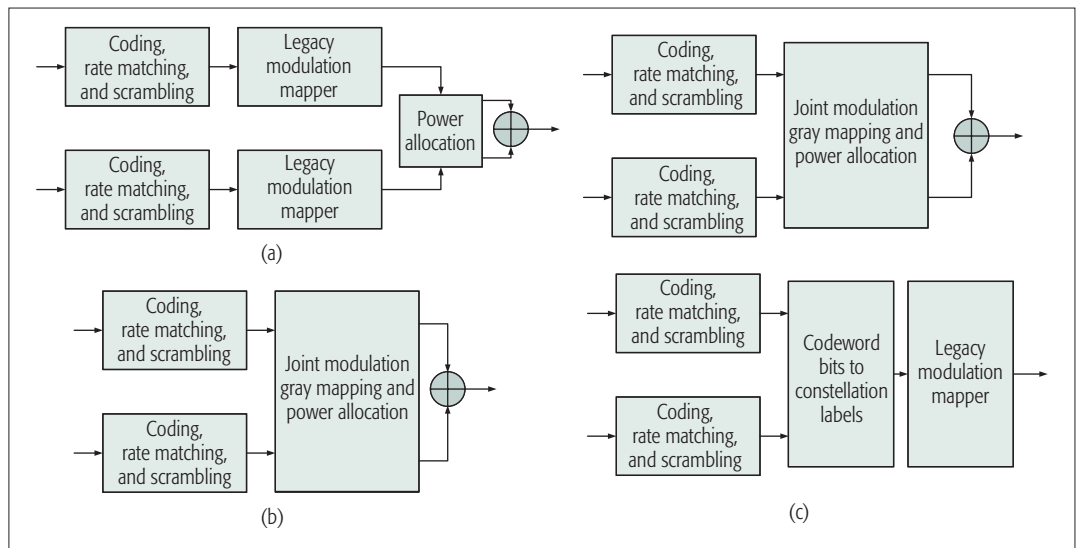 Coding,
rate matching,
and scrambling
Legacy
modulation
mapper
Power
allocation
Coding,
rate matching,
and scrambling
Legacy
modulation
mapper
(a)
Coding,
rate matching,
and scrambling
Joint modulation
gray mapping and
power allocation
Coding,
rate matching,
and scrambling
(b)
Coding,
rate matching,
and scrambling
Joint modulation
gray mapping and
power allocation
Coding,
rate matching,
and scrambling
Coding,
rate matching,
and scrambling
Codeword
bits to
constellation
labels
Legacy
modulation
mapper
Coding,
rate matching,
and scrambling
(c)